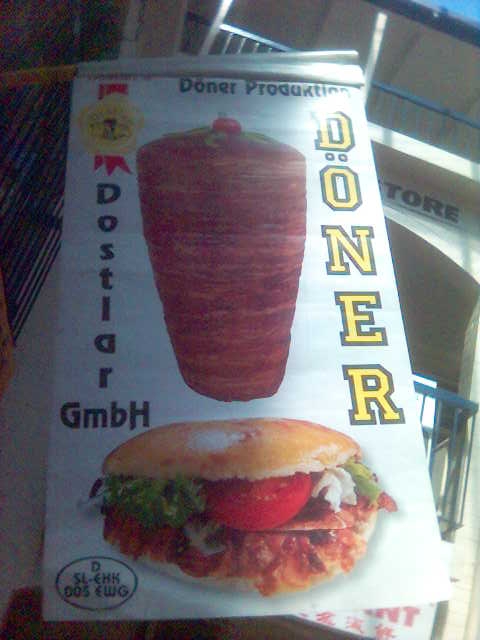 Döner Produktion
DÖNER
Dostlar
GmbH
D
SL-EHK
005 EWG
STORE